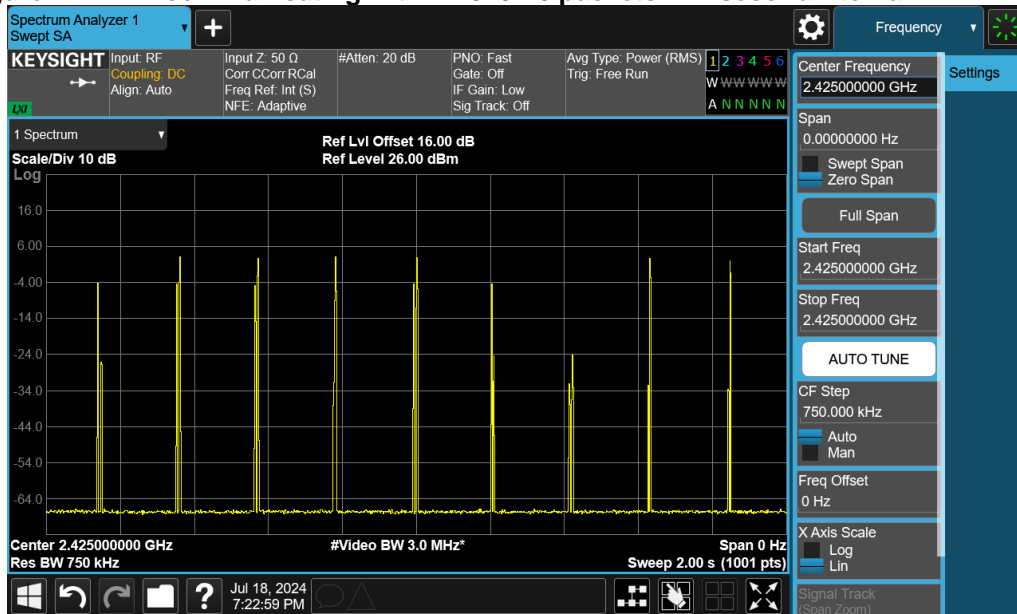 Spectrum Analyzer 1
Swept SA
+
Frequency
KEYSIGHT
Input: RF
Coupling: DC
Align: Auto
Input Z: 50 Ω
Corr CCorr RCal
Freq Ref: Int (S)
NFE: Adaptive
#Atten: 20 dB
PNO: Fast
Gate: Off
IF Gain: Low
Sig Track: Off
Avg Type: Power (RMS)
Trig: Free Run
1 2 3 4 5 6
W W W W W W
A N N N N N
LXI
1 Spectrum
Scale/Div 10 dB
Ref Lvl Offset 16.00 dB
Ref Level 26.00 dBm
Log
16.0
6.00
-4.00
-14.0
-24.0
-34.0
-44.0
-54.0
-64.0
Center 2.425000000 GHz
#Video BW 3.0 MHz*
Span 0 Hz
Res BW 750 kHz
Sweep 2.00 s (1001 pts)
Center Frequency
2.425000000 GHz
Settings
Span
0.00000000 Hz
Swept Span
Zero Span
Full Span
Start Freq
2.425000000 GHz
Stop Freq
2.425000000 GHz
AUTO TUNE
CF Step
750.000 kHz
Auto
Man
Freq Offset
0 Hz
X Axis Scale
Log
Lin
Signal Track
(Span Zoom)
?
Jul 18, 2024
7:22:59 PM